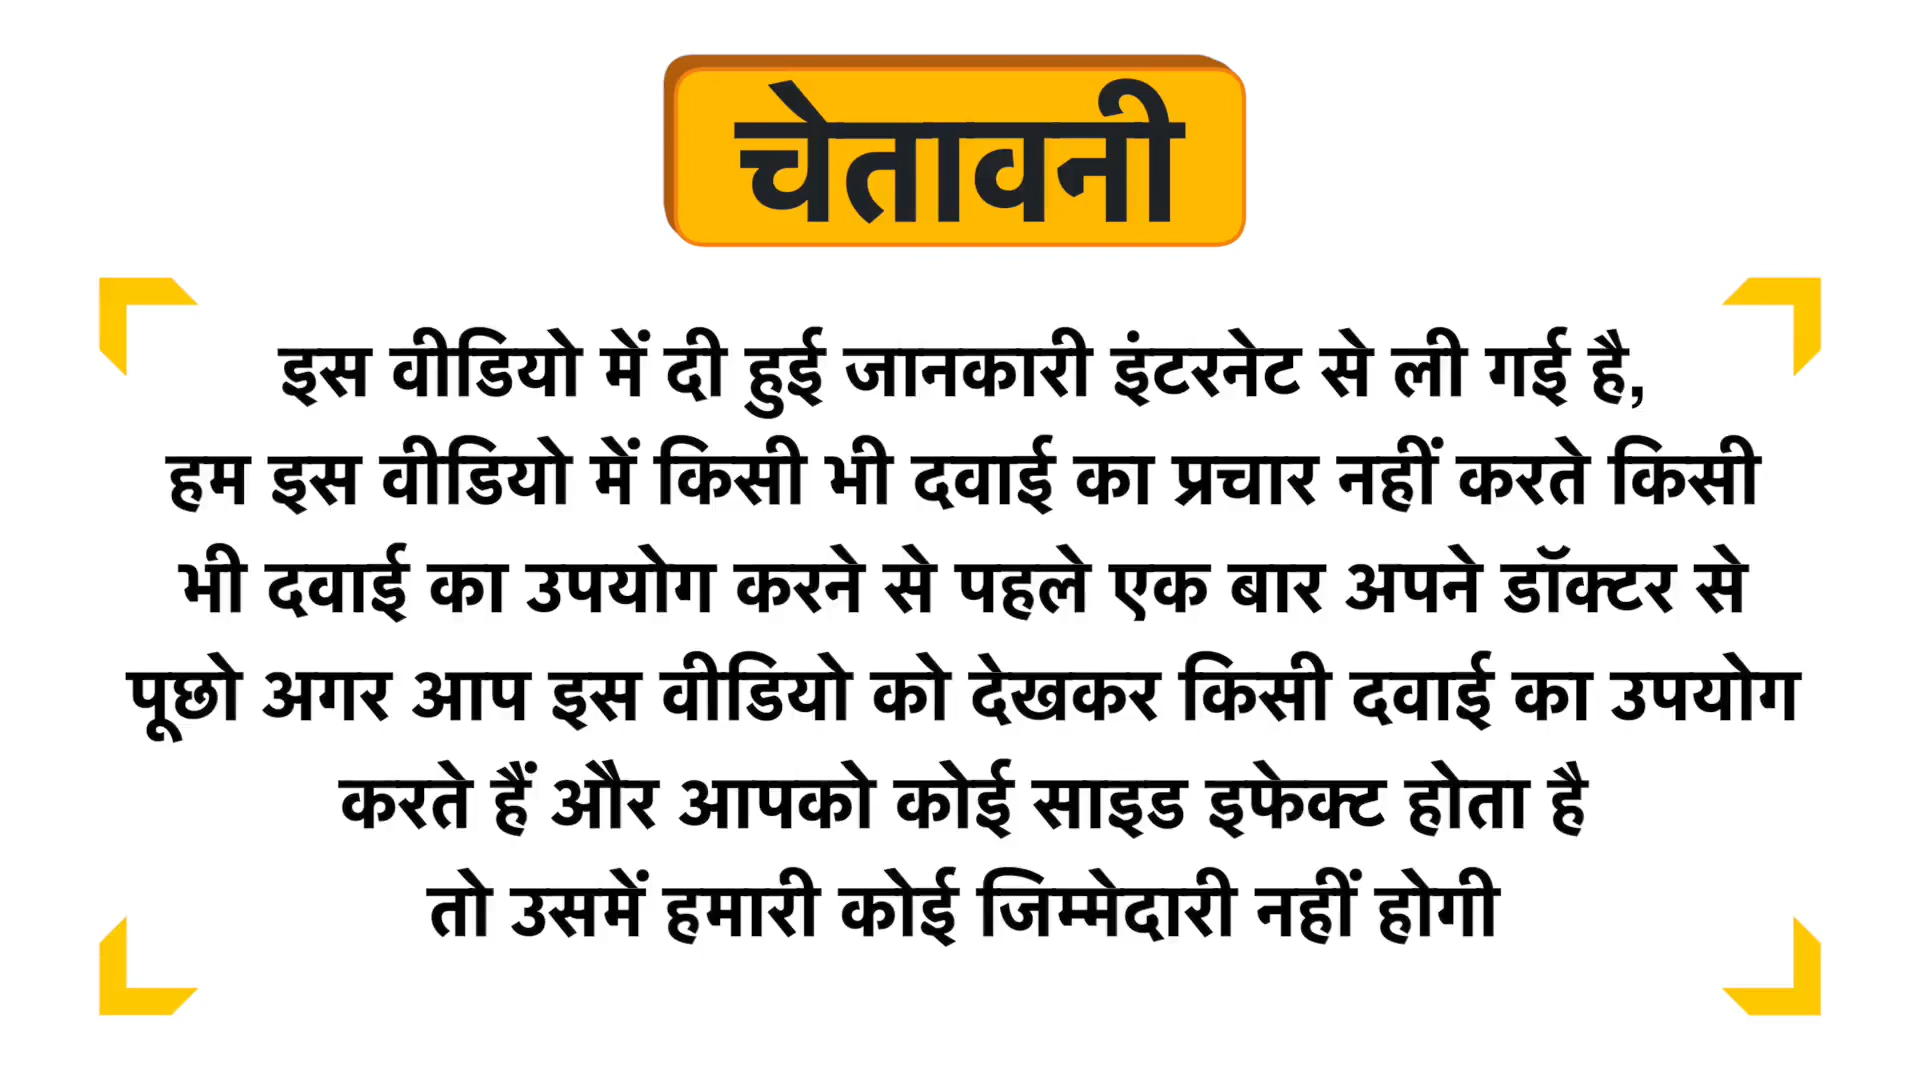 चेतावनी
इस वीडियो में दी हुई जानकारी इंटरनेट से ली गई है,
हम इस वीडियो में किसी भी दवाई का प्रचार नहीं करते किसी
भी दवाई का उपयोग करने से पहले एक बार अपने डॉक्टर से
पूछो अगर आप इस वीडियो को देखकर किसी दवाई का उपयोग
करते हैं और आपको कोई साइड इफेक्ट होता है
तो उसमें हमारी कोई जिम्मेदारी नहीं होगी